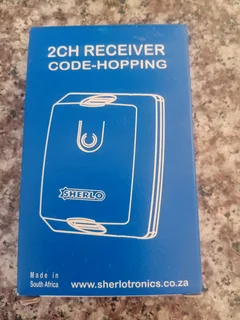 2CH RECEIVER
CODE-HOPPING
SHERLO
Made in
South Africa
www.sherlotronics.co.za